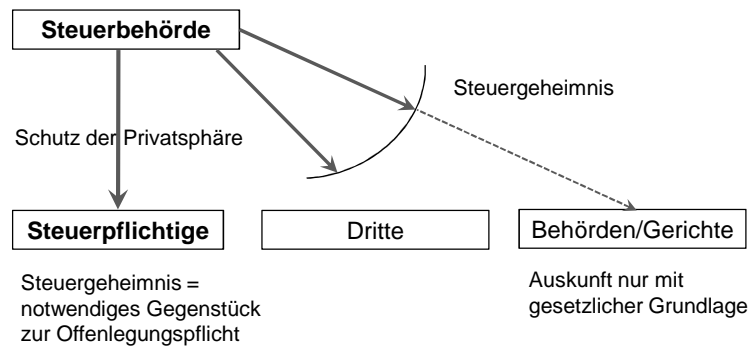 Steuerbehörde
Steuergeheimnis
Schutz der Privatsphäre
Steuerpflichtige
Dritte
Behörden/Gerichte
Steuergeheimnis =
notwendiges Gegenstück
zur Offenlegungspflicht
Auskunft nur mit
gesetzlicher Grundlage